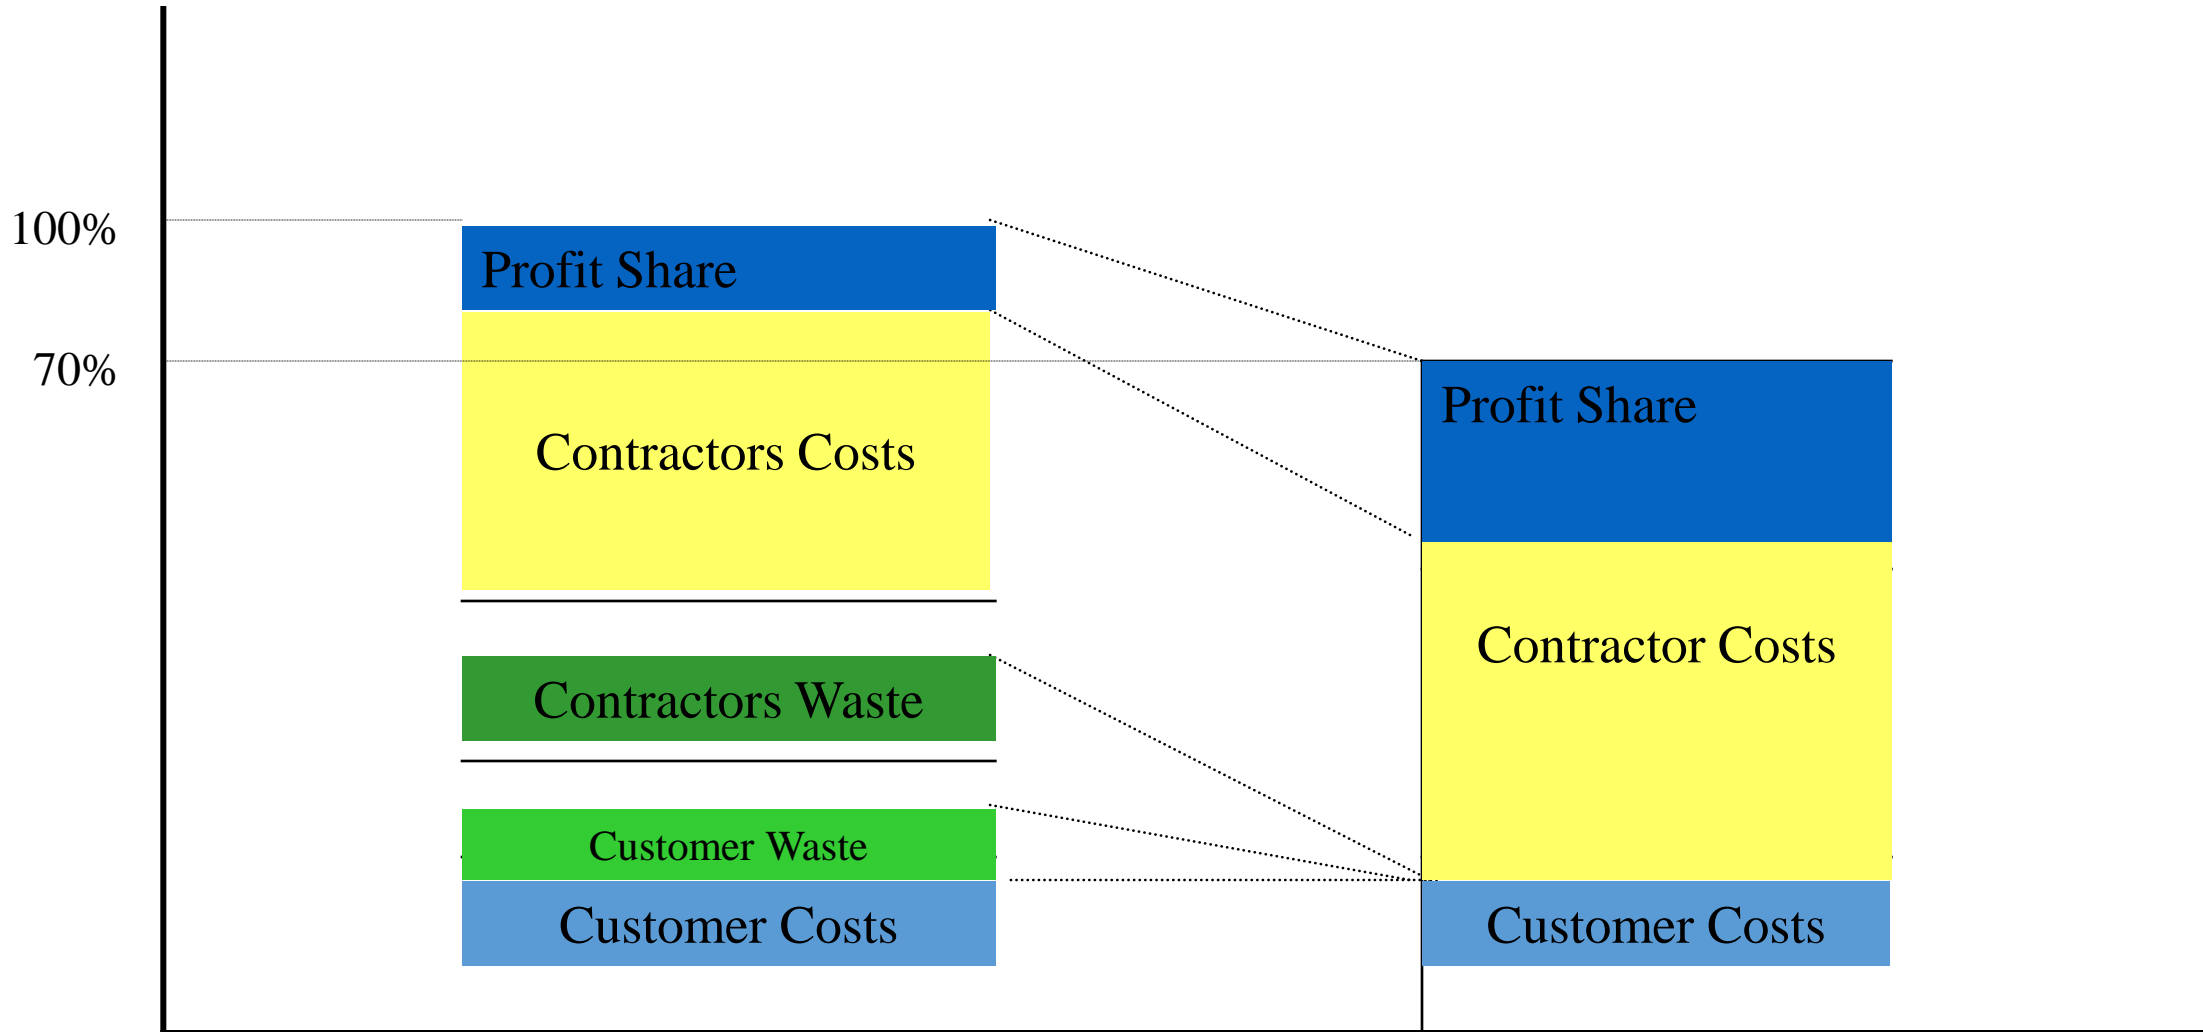 100%
70%
Profit Share
Contractors Costs
Contractors Waste
Customer Waste
Customer Costs
Profit Share
Contractor Costs
Customer Costs